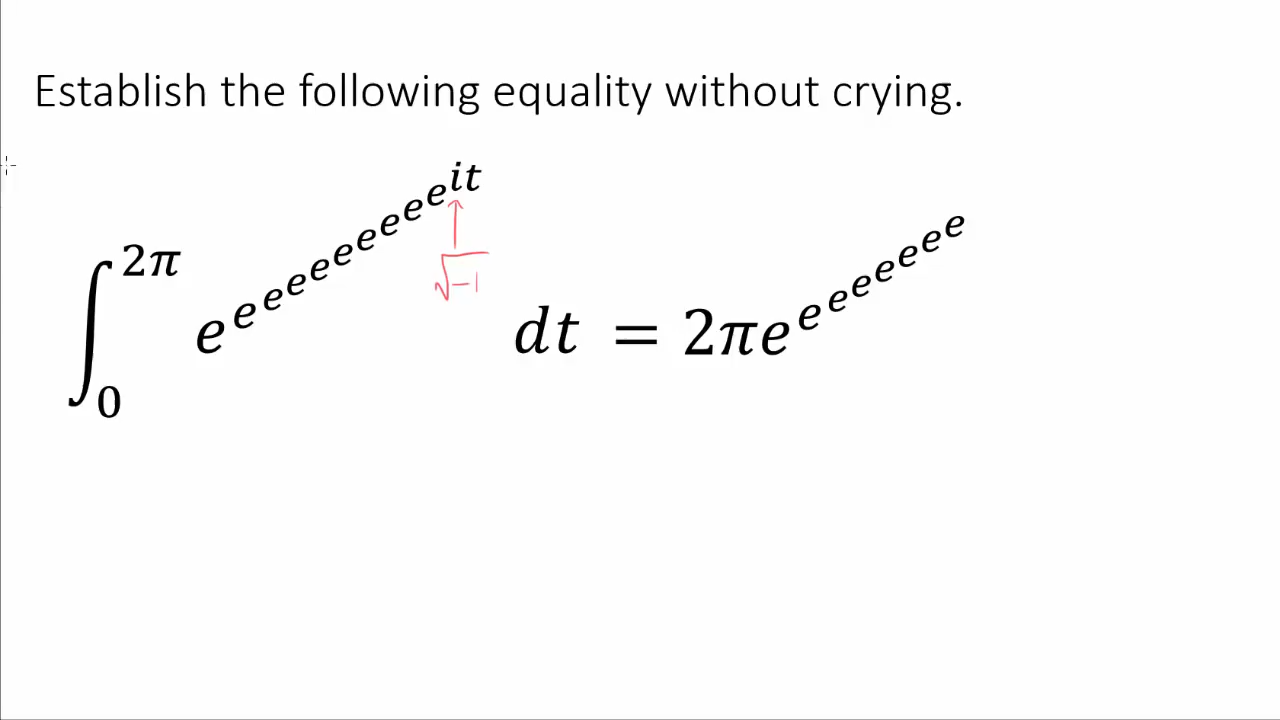 Establish the following equality without crying.
∫₀^{2π} e^{e^{e^{e^{e^{e^{e^{e^{e^{e^{it}}}}}}}}}} dt = 2πe^{e^{e^{e^{e^{e^{e^{e}}}}}}}
√-1